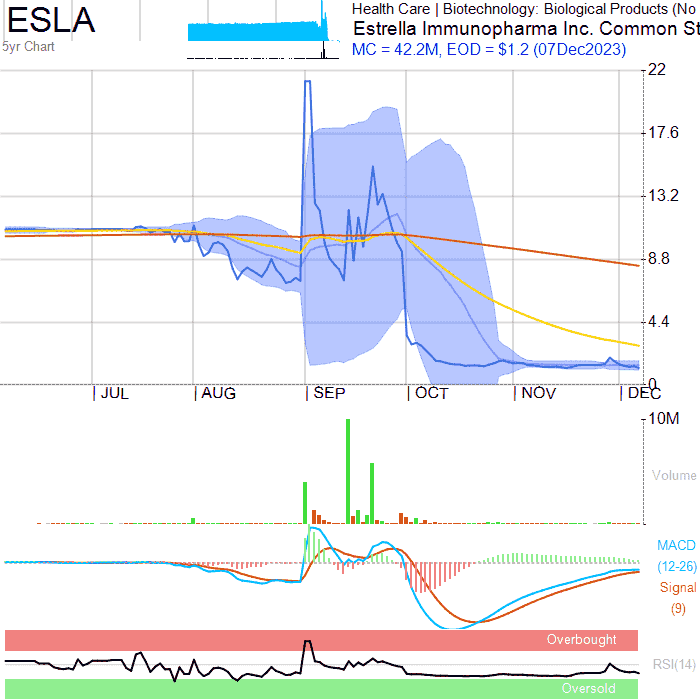 ESLA
5yr Chart
Health Care | Biotechnology: Biological Products (No
Estrella Immunopharma Inc. Common St
MC = 42.2M, EOD = $1.2 (07Dec2023)
22
17.6
13.2
8.8
4.4
0
JUL
AUG
SEP
OCT
NOV
DEC
10M
Volume
MACD
(12-26)
Signal
(9)
Overbought
RSI(14)
Oversold